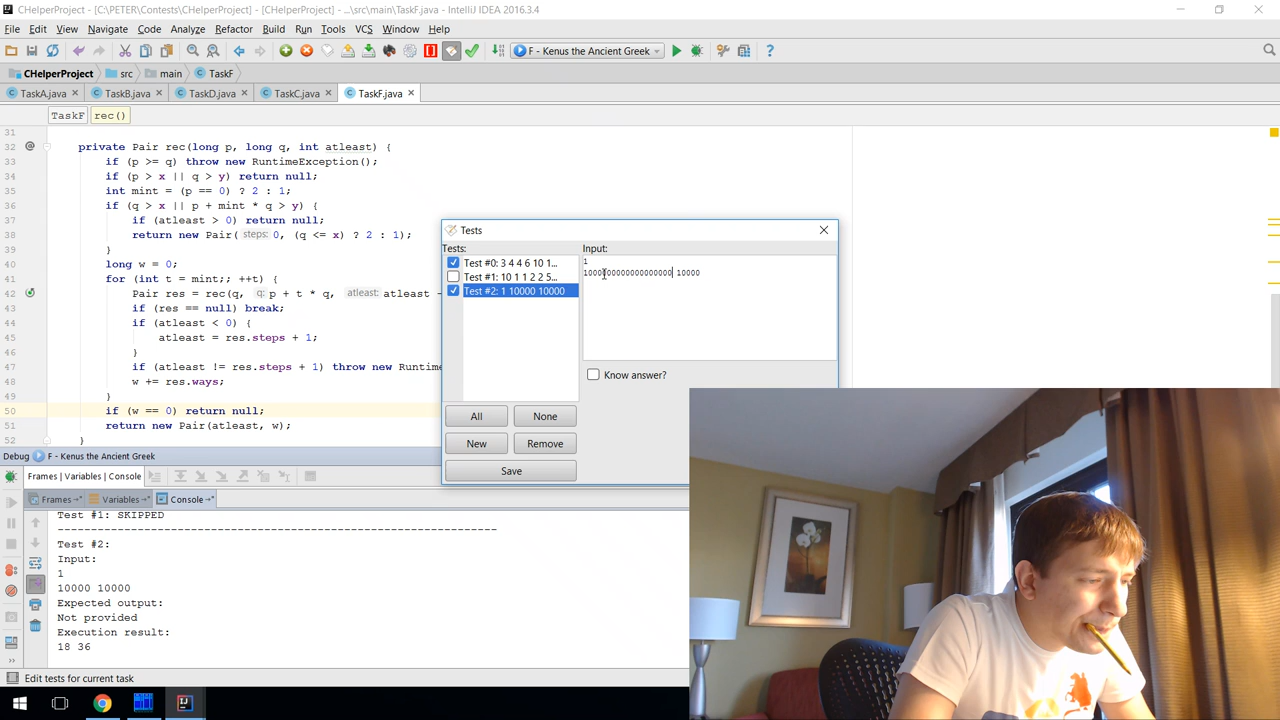 CHelperProject - [C:\PETER\CHelperProject] - [CHelperProject] - ...\src\main\TaskF.java - IntelliJ IDEA 2016.3.4
File Edit View Navigate Code Analyze Refactor Build Run Tools VCS Window Help
F - Kenus the Ancient Greek
CHelperProject src main TaskF
TaskA.java TaskB.java TaskD.java TaskC.java TaskF.java
TaskF rec()
31
32 private Pair rec(long p, long q, int atleast) {
33 if (p >= q) throw new RuntimeException();
34 if (p > x || q > y) return null;
35 int mint = (p == 0) ? 2 : 1;
36 if (q > x || p + mint * q > y) {
37 if (atleast > 0) return null;
38 return new Pair( steps: 0, (q <= x) ? 2 : 1);
39 }
40 long w = 0;
41 for (int t = mint;; ++t) {
42 Pair res = rec(q, q: p + t * q, atleast: atleast -
43 if (res == null) break;
44 if (atleast < 0) {
45 atleast = res.steps + 1;
46 }
47 if (atleast != res.steps + 1) throw new Runtime
48 w += res.ways;
49 }
50 if (w == 0) return null;
51 return new Pair(atleast, w);
52 }
Tests
Tests: Input:
Test #0: 3 4 4 6 10 1...
Test #1: 10 1 1 2 2 5...
Test #2: 1 10000 10000
1
10000
Know answer?
All None
New Remove
Save
Debug F - Kenus the Ancient Greek
Frames | Variables | Console
Frames Variables Console
Test #1: SKIPPED
------------------------------------------------------------------
Test #2:
Input:
1
10000 10000
Expected output:
Not provided
Execution result:
18 36
Edit tests for current task